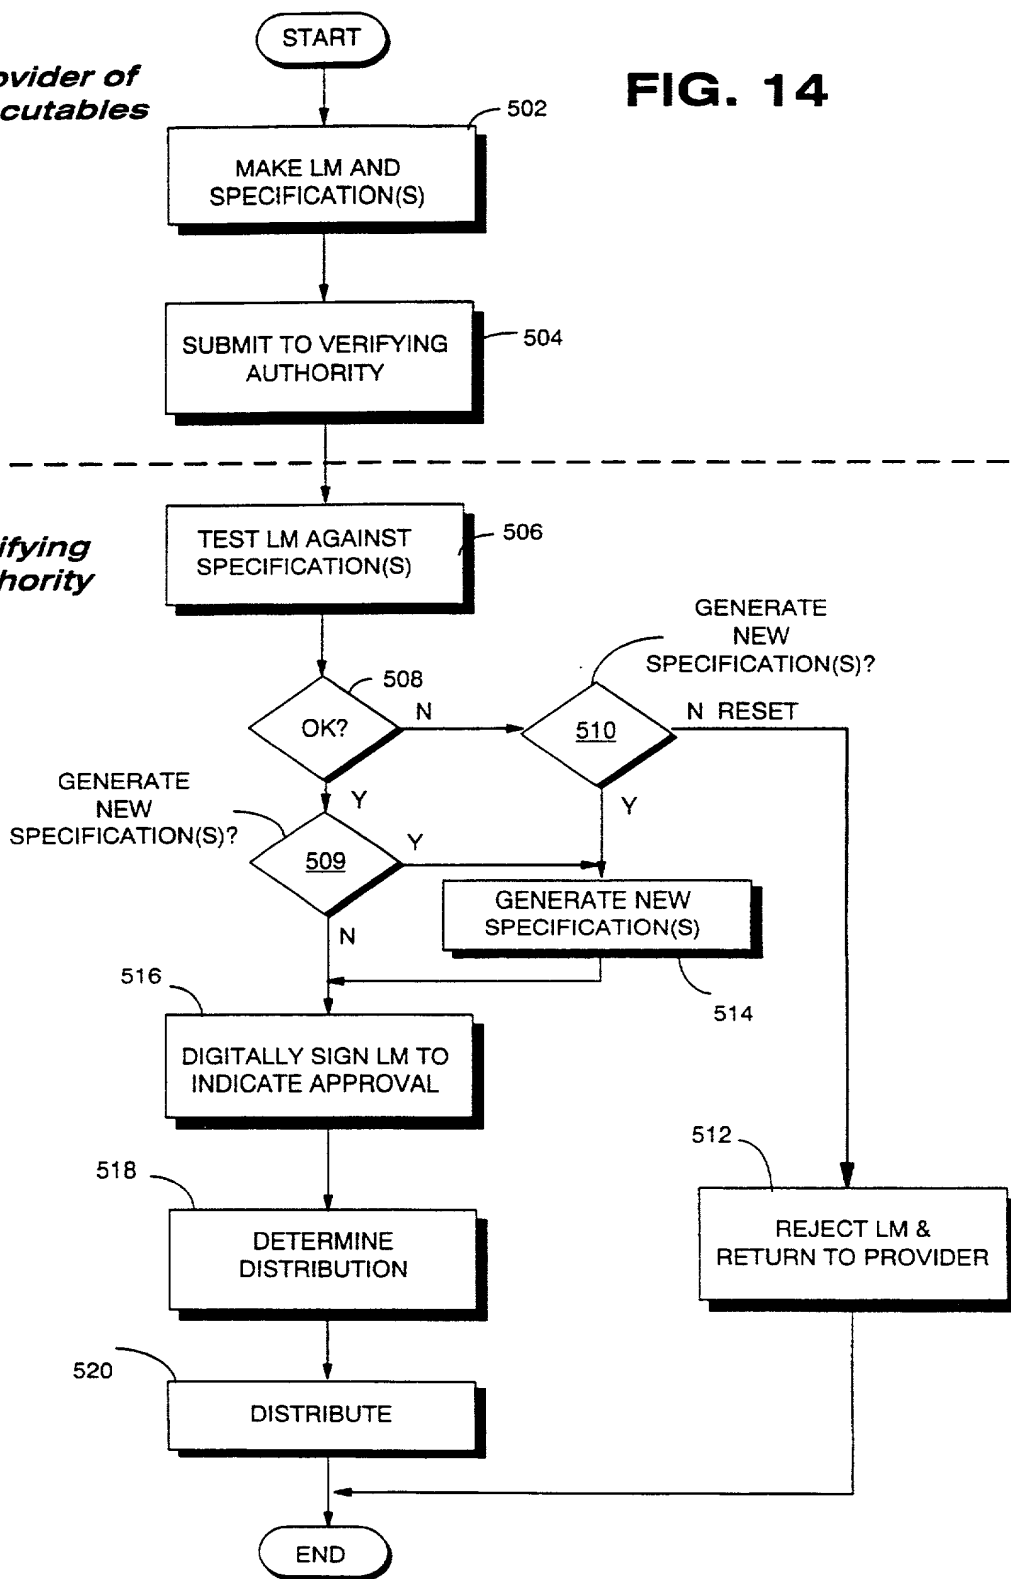 START
FIG. 14
ovider of
cutables
502
MAKE LM AND
SPECIFICATION(S)
SUBMIT TO VERIFYING
AUTHORITY
504
ifying
hority
TEST LM AGAINST
SPECIFICATION(S)
506
GENERATE
NEW
SPECIFICATION(S)?
508
OK?
N
510
N RESET
GENERATE
NEW
SPECIFICATION(S)?
Y
Y
509
Y
GENERATE NEW
SPECIFICATION(S)
N
514
516
DIGITALLY SIGN LM TO
INDICATE APPROVAL
512
REJECT LM &
RETURN TO PROVIDER
518
DETERMINE
DISTRIBUTION
520
DISTRIBUTE
END